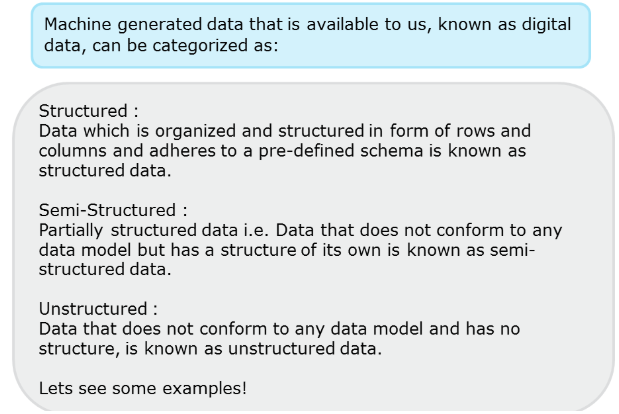 Machine generated data that is available to us, known as digital
data, can be categorized as:
Structured :
Data which is organized and structured in form of rows and
columns and adheres to a pre-defined schema is known as
structured data.
Semi-Structured :
Partially structured data i.e. Data that does not conform to any
data model but has a structure of its own is known as semi-
structured data.
Unstructured :
Data that does not conform to any data model and has no
structure, is known as unstructured data.
Lets see some examples!